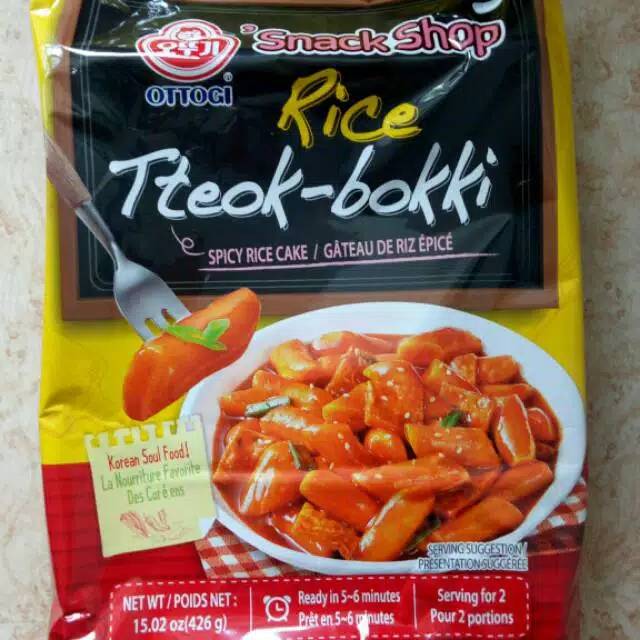 오뚜기
OTTOGI
®
'Snack Shop
Rice
Tteok-bokki
SPICY RICE CAKE / GÂTEAU DE RIZ ÉPICÉ
Korean Soul Food!
La Nourriture Favorite
Des Coréens
SERVING SUGGESTION
PRÉSENTATION SUGGÉRÉE
NET WT / POIDS NET :
15.02 oz(426 g)
Ready in 5~6 minutes
Prêt en 5~6 minutes
Serving for 2
Pour 2 portions